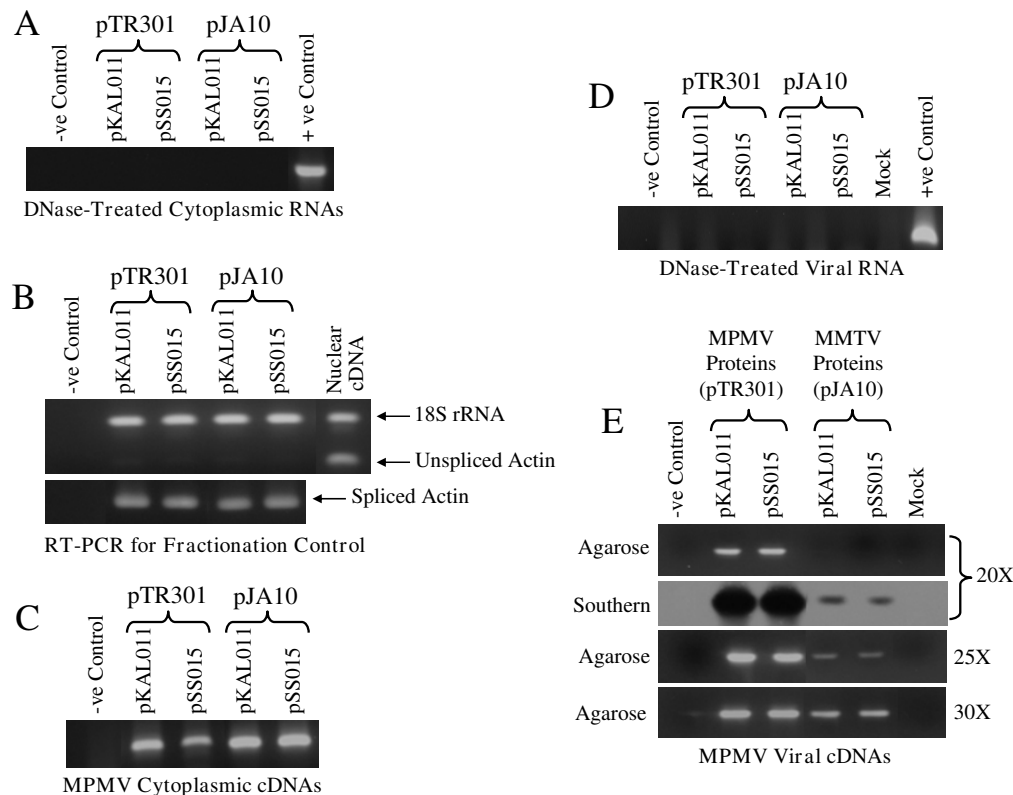 A
pTR301 pJA10
-ve Control
pKAL011
pSS015
pKAL011
pSS015
+ ve Control
DNase-Treated Cytoplasmic RNAs
B
pTR301 pJA10
-ve Control
pKAL011
pSS015
pKAL011
pSS015
Nuclear
cDNA
18S rRNA
Unspliced Actin
Spliced Actin
RT-PCR for Fractionation Control
C
pTR301 pJA10
-ve Control
pKAL011
pSS015
pKAL011
pSS015
MPMV Cytoplasmic cDNAs
D
pTR301 pJA10
-ve Control
pKAL011
pSS015
pKAL011
pSS015
Mock
+ve Control
DNase-Treated Viral RNA
E
MPMV MMTV
Proteins Proteins
(pTR301) (pJA10)
-ve Control
pKAL011
pSS015
pKAL011
pSS015
Mock
Agarose
20X
Southern
Agarose 25X
Agarose 30X
MPMV Viral cDNAs